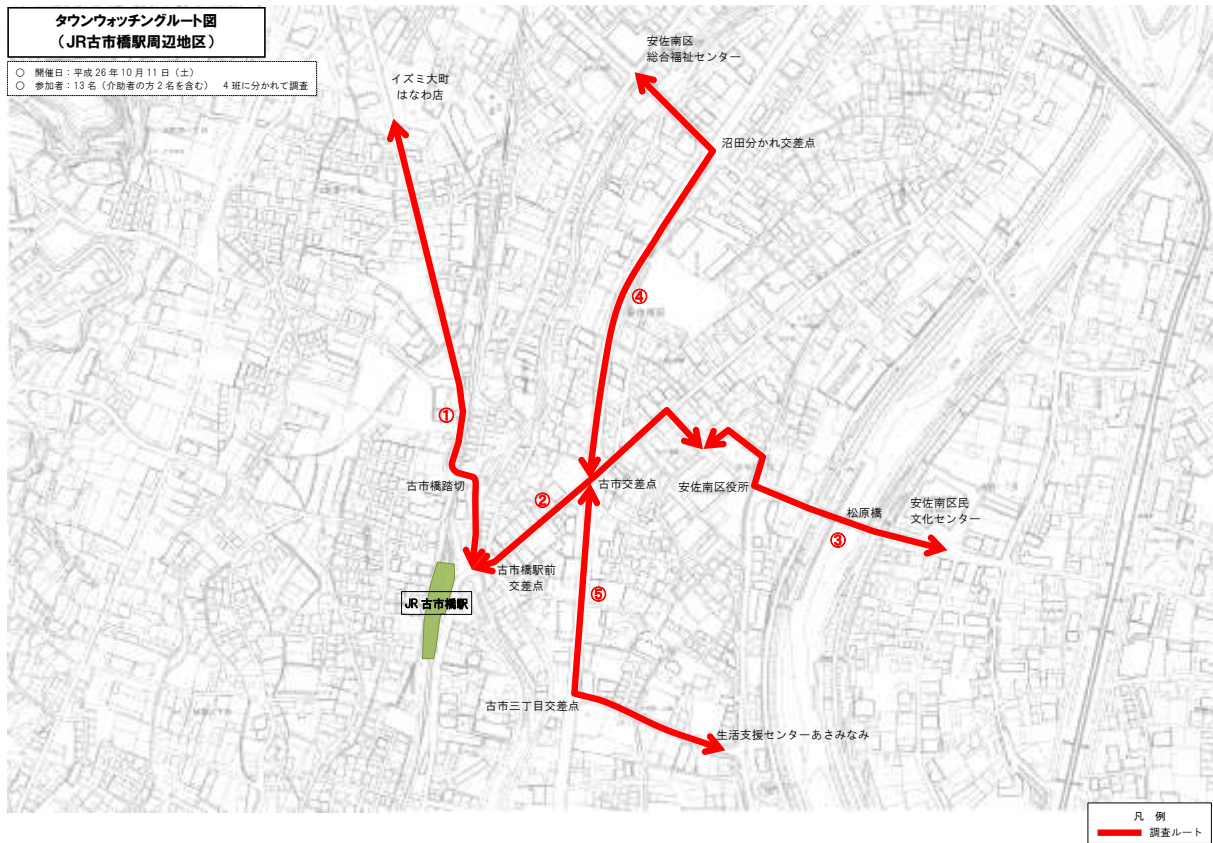 タウンウォッチングルート図
（JR古市橋駅周辺地区）
○ 開催日：平成26年10月11日（土）
○ 参加者：13名（介助者の方2名を含む） 4班に分かれて調査
安佐南区
総合福祉センター
イズミ大町
はなわ店
沼田分かれ交差点
④
①
古市橋踏切
②
古市交差点
安佐南区役所
松原橋
③
安佐南区民
文化センター
古市橋駅前
交差点
JR古市橋駅
⑤
古市三丁目交差点
生活支援センターあさみなみ
凡 例
調査ルート